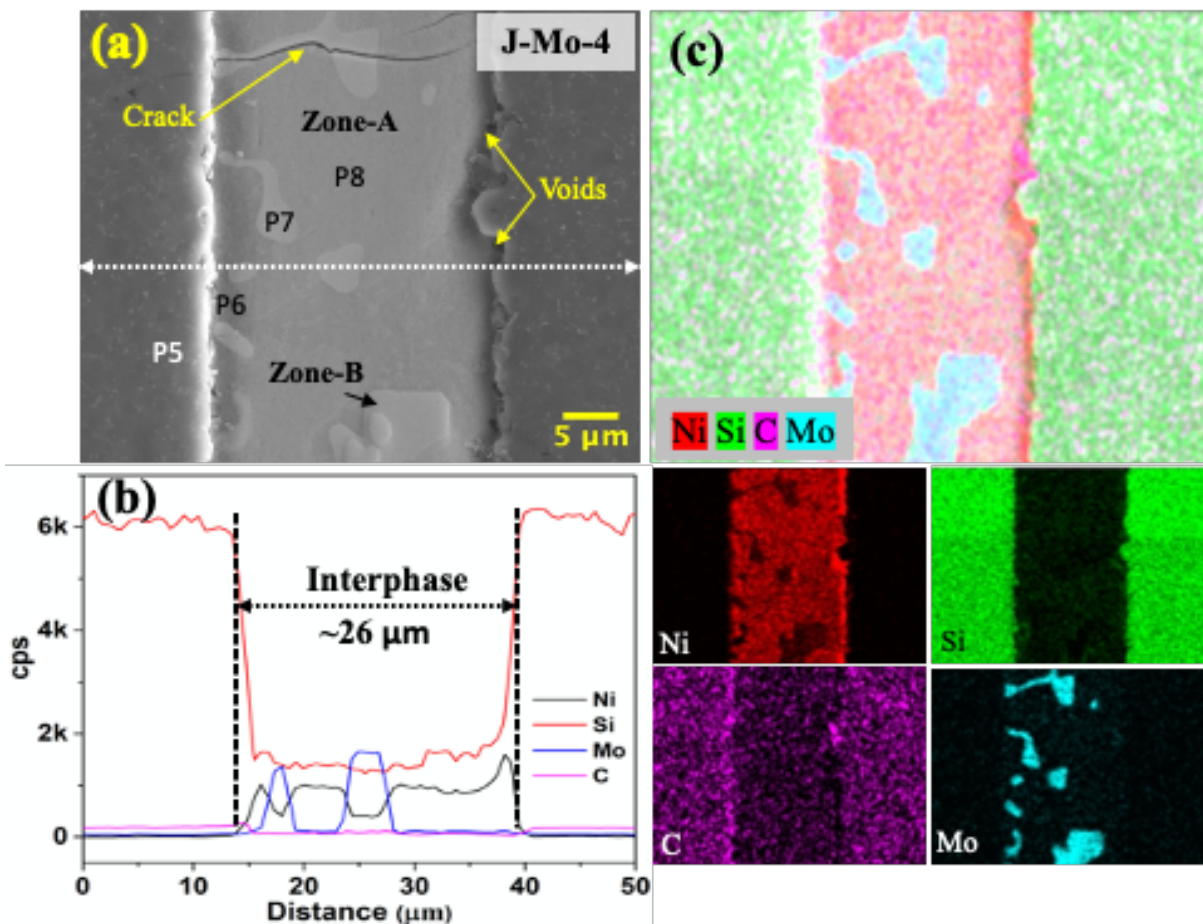 (a)
J-Mo-4
Crack
Zone-A
P8
Voids
P7
P6
P5
Zone-B
5 µm
(c)
Ni Si C Mo
(b)
6k
4k
2k
0
cps
Interphase
~26 µm
Ni
Si
Mo
C
0 10 20 30 40 50
Distance (µm)
Ni
Si
C
Mo